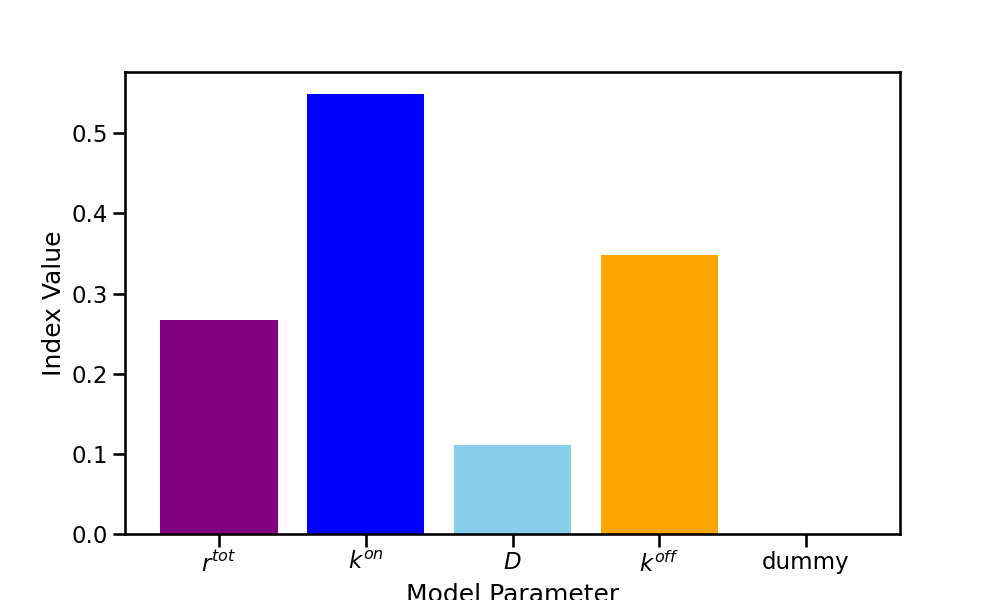 0.5
0.4
0.3
0.2
0.1
0.0
Index Value
r^{tot} k^{on} D k^{off} dummy
Model Parameter